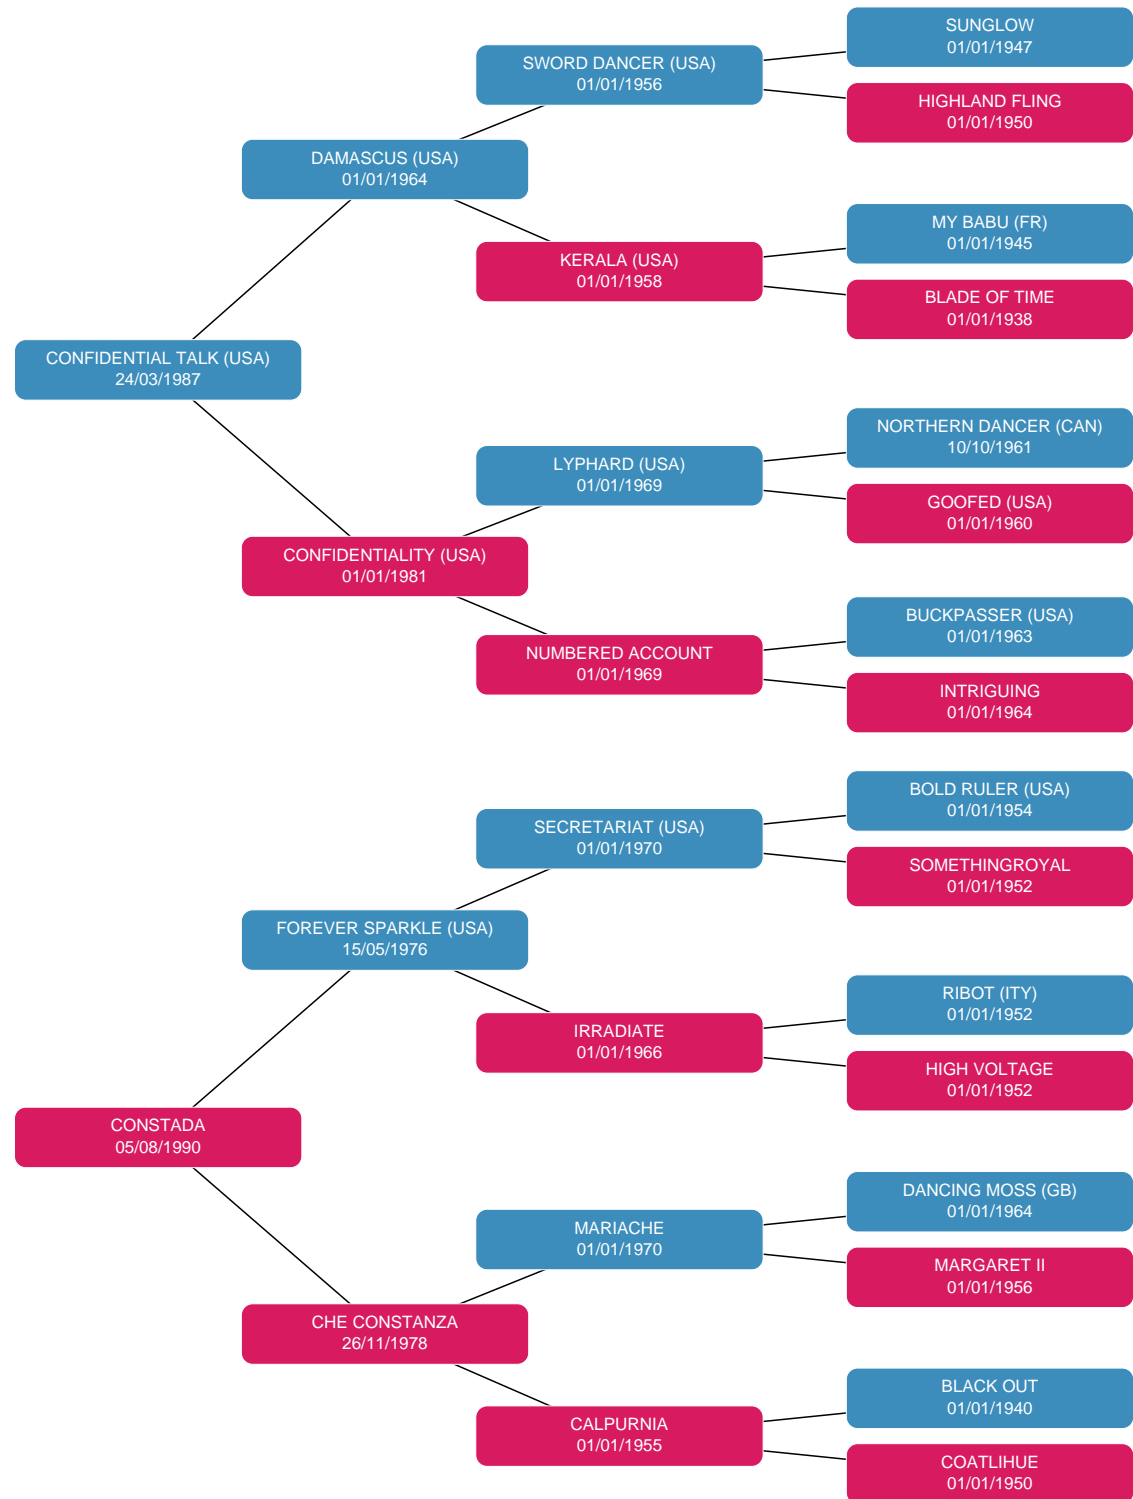 SUNGLOW
01/01/1947
SWORD DANCER (USA)
01/01/1956
HIGHLAND FLING
01/01/1950
DAMASCUS (USA)
01/01/1964
MY BABU (FR)
01/01/1945
KERALA (USA)
01/01/1958
BLADE OF TIME
01/01/1938
CONFIDENTIAL TALK (USA)
24/03/1987
NORTHERN DANCER (CAN)
10/10/1961
LYPHARD (USA)
01/01/1969
GOOFED (USA)
01/01/1960
CONFIDENTIALITY (USA)
01/01/1981
BUCKPASSER (USA)
01/01/1963
NUMBERED ACCOUNT
01/01/1969
INTRIGUING
01/01/1964
BOLD RULER (USA)
01/01/1954
SECRETARIAT (USA)
01/01/1970
SOMETHINGROYAL
01/01/1952
FOREVER SPARKLE (USA)
15/05/1976
RIBOT (ITY)
01/01/1952
IRRADIATE
01/01/1966
HIGH VOLTAGE
01/01/1952
CONSTADA
05/08/1990
DANCING MOSS (GB)
01/01/1964
MARIACHE
01/01/1970
MARGARET II
01/01/1956
CHE CONSTANZA
26/11/1978
BLACK OUT
01/01/1940
CALPURNIA
01/01/1955
COATLIHUE
01/01/1950